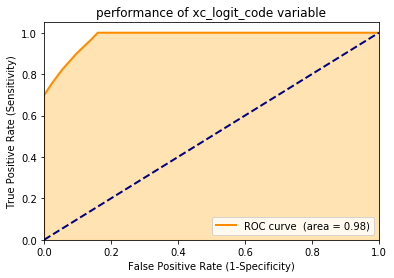 performance of xc_logit_code variable
True Positive Rate (Sensitivity)
1.0
0.8
0.6
0.4
0.2
0.0
ROC curve  (area = 0.98)
0.0 0.2 0.4 0.6 0.8 1.0
False Positive Rate (1-Specificity)